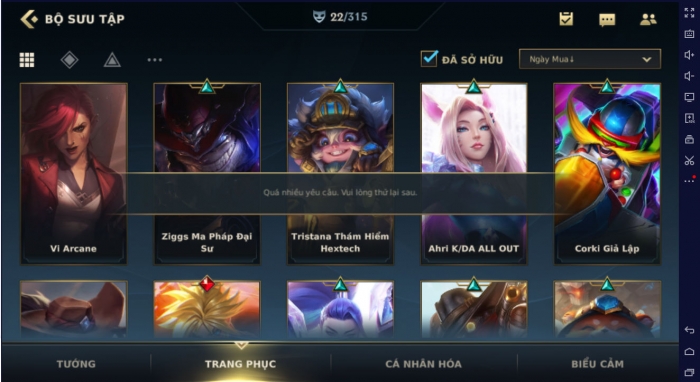 BỘ SƯU TẬP
22/315
ĐÃ SỞ HỮU
Ngày Mua↓
Quá nhiều yêu cầu. Vui lòng thử lại sau.
Vi Arcane
Ziggs Ma Pháp Đại
Sư
Tristana Thám Hiểm
Hextech
Ahri K/DA ALL OUT
Corki Giả Lập
TƯỚNG
TRANG PHỤC
CÁ NHÂN HÓA
BIỂU CẢM